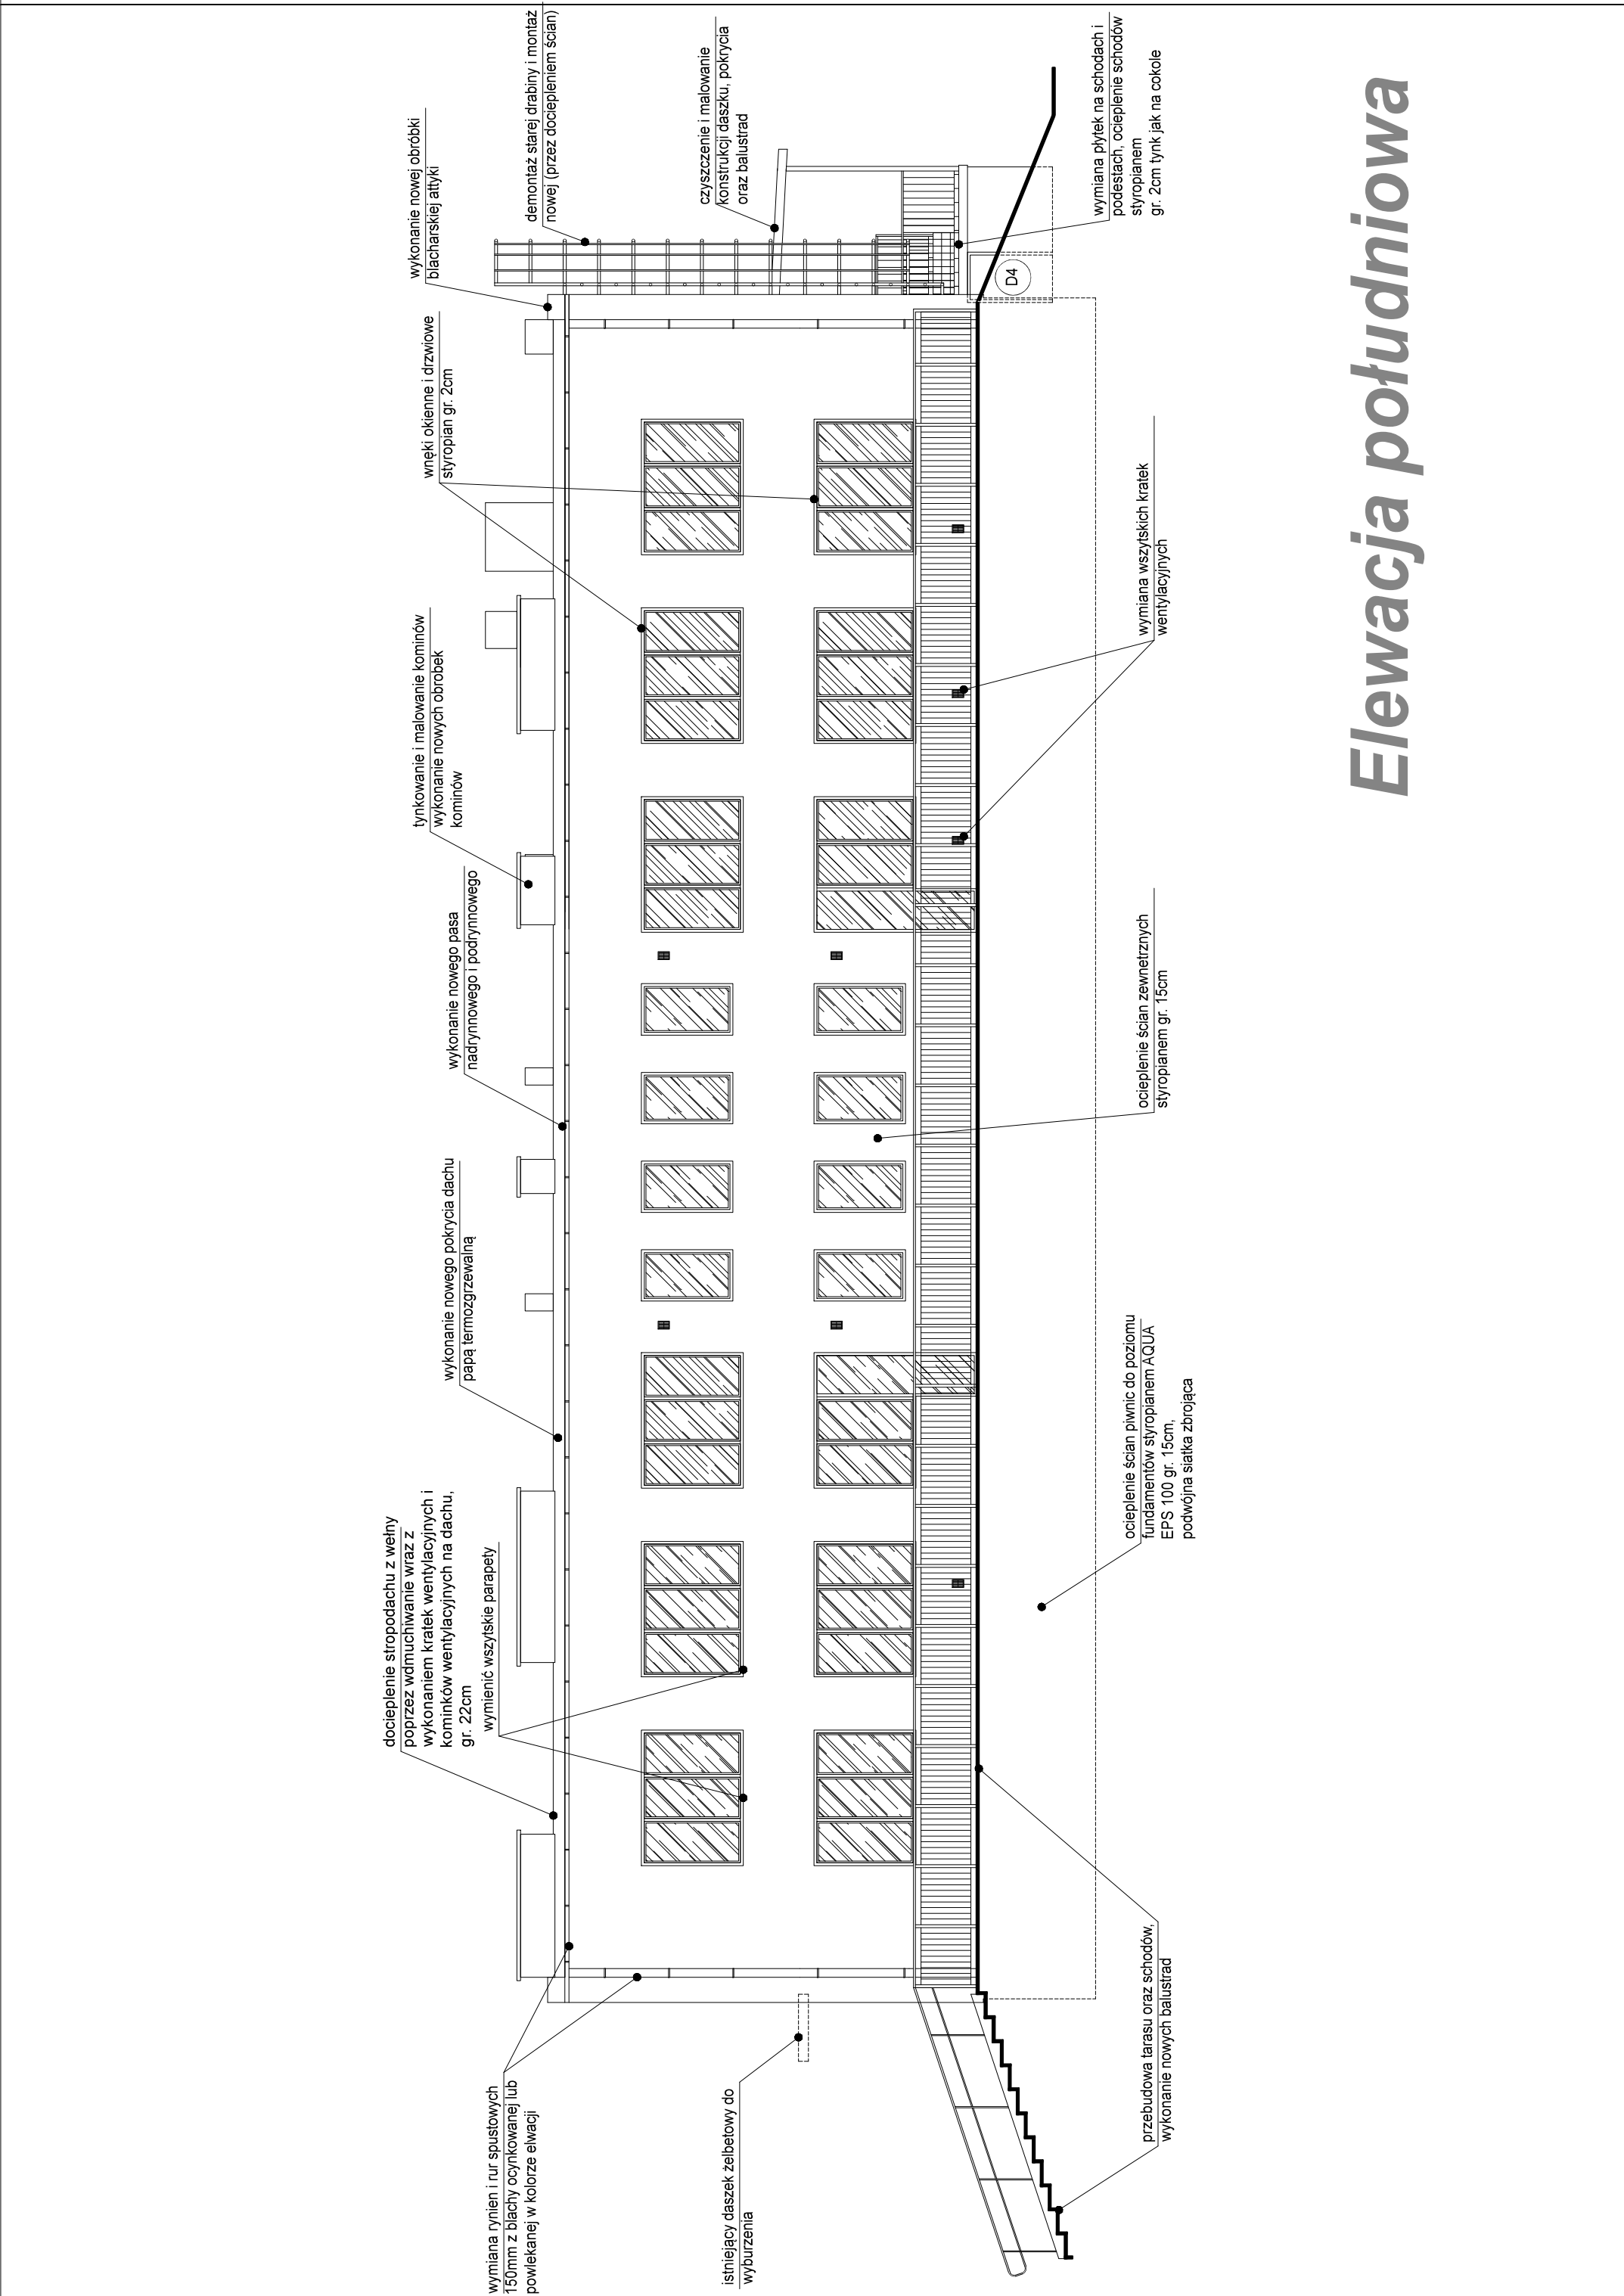 wymiana rynien i rur spustowych
150mm z blachy ocynkowanej lub
powlekanej w kolorze elwacji
docieplenie stropodachu z wełny
poprzez wdmuchiwanie wraz z
wykonaniem kratek wentylacyjnych i
kominków wentylacyjnych na dachu,
gr. 22cm
wymienić wszytskie parapety
wykonanie nowego pokrycia dachu
papą termozgrzewalną
wykonanie nowego pasa
nadrynnowego i podrynnowego
tynkowanie i malowanie kominów
wykonanie nowych obrobek
kominów
wnęki okienne i drzwiowe
styropian gr. 2cm
wykonanie nowej obróbki
blacharskiej attyki
demontaż starej drabiny i montaż
nowej (przez dociepleniem ścian)
czyszczenie i malowanie
konstrukcji daszku, pokrycia
oraz balustrad
istniejący daszek żelbetowy do
wyburzenia
D4
przebudowa tarasu oraz schodów,
wykonanie nowych balustrad
ocieplenie ścian piwnic do poziomu
fundamentów styropianem AQUA
EPS 100 gr. 15cm,
podwójna siatka zbrojąca
ocieplenie ścian zewnetrznych
styropianem gr. 15cm
wymiana wszytskich kratek
wentylacyjnych
wymiana płytek na schodach i
podestach, ocieplenie schodów
styropianem
gr. 2cm tynk jak na cokole
Elewacja południowa